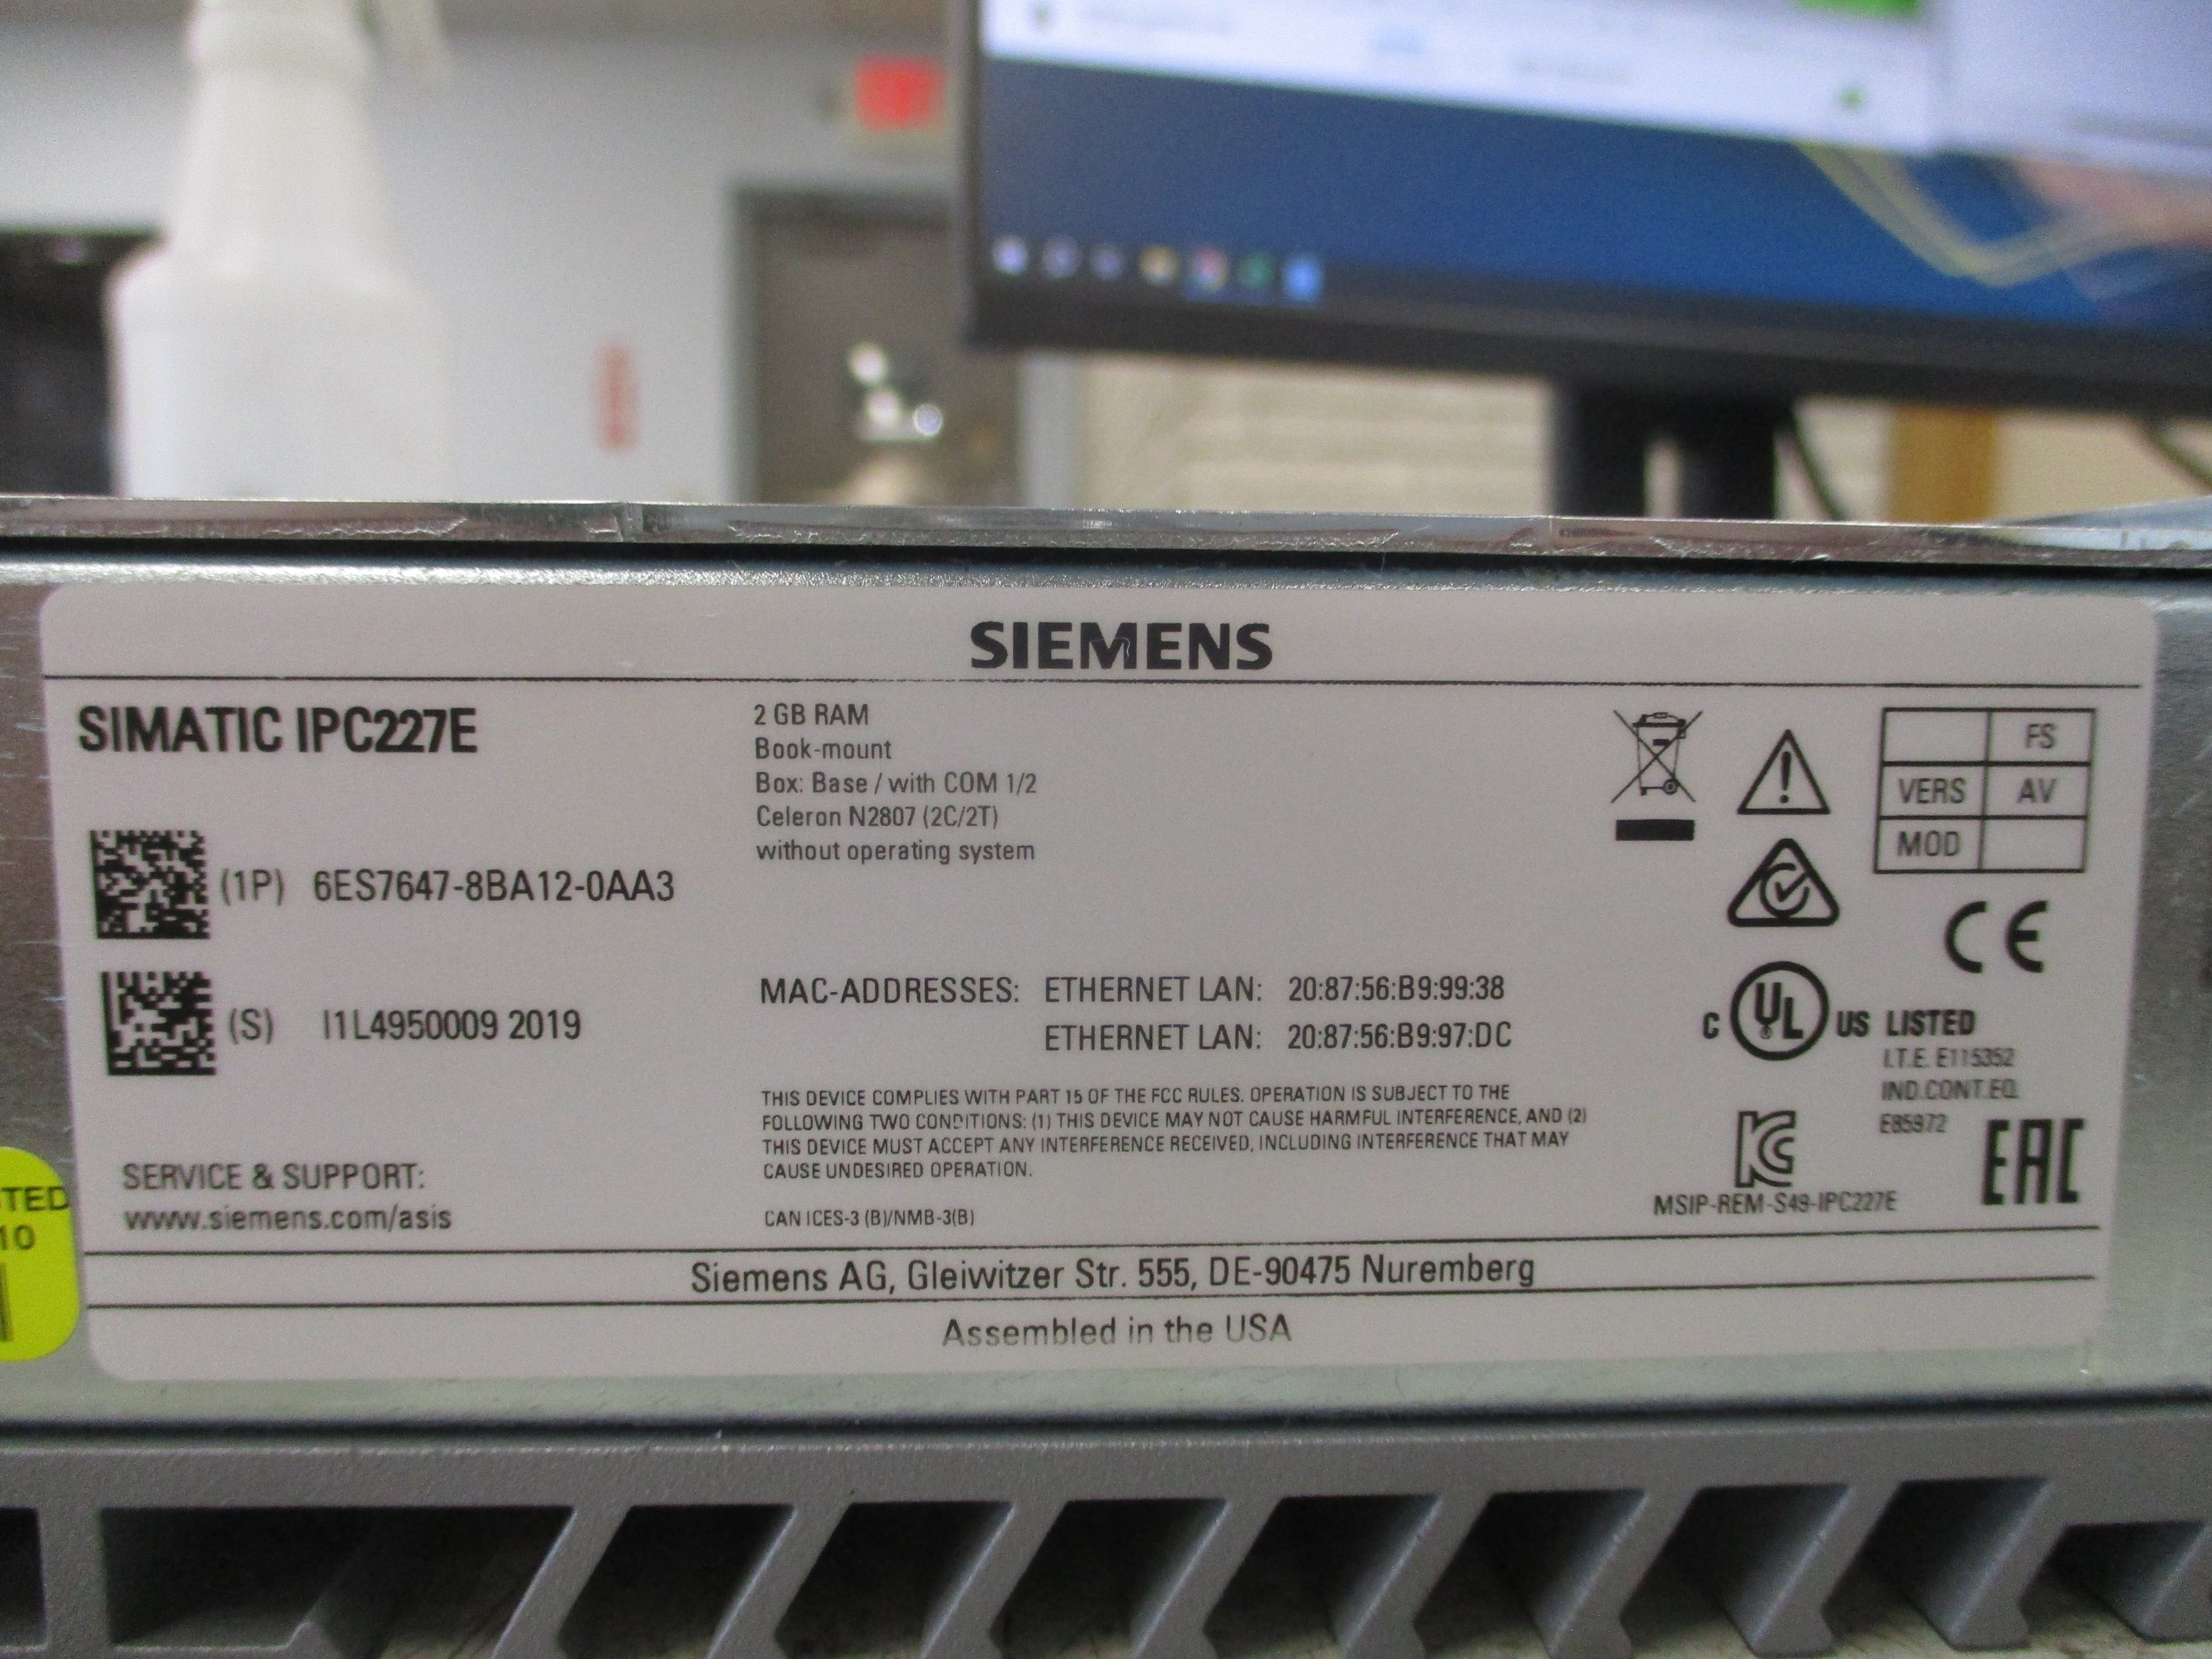 SIEMENS
SIMATIC IPC227E
2 GB RAM
Book-mount
Box: Base / with COM 1/2
Celeron N2807 (2C/2T)
without operating system
FS
VERS AV
MOD
(1P) 6ES7647-8BA12-0AA3
CE
(S) I1L4950009 2019
MAC-ADDRESSES: ETHERNET LAN: 20:87:56:B9:99:38
ETHERNET LAN: 20:87:56:B9:97:DC
C UL US LISTED
I.T.E. E115352
IND.CONT.EQ.
E85972
THIS DEVICE COMPLIES WITH PART 15 OF THE FCC RULES. OPERATION IS SUBJECT TO THE
FOLLOWING TWO CONDITIONS: (1) THIS DEVICE MAY NOT CAUSE HARMFUL INTERFERENCE, AND (2)
THIS DEVICE MUST ACCEPT ANY INTERFERENCE RECEIVED, INCLUDING INTERFERENCE THAT MAY
CAUSE UNDESIRED OPERATION.
CAN ICES-3 (B)/NMB-3(B)
KC
MSIP-REM-S49-IPC227E
EAC
SERVICE & SUPPORT:
www.siemens.com/asis
TED
10
Siemens AG, Gleiwitzer Str. 555, DE-90475 Nuremberg
Assembled in the USA